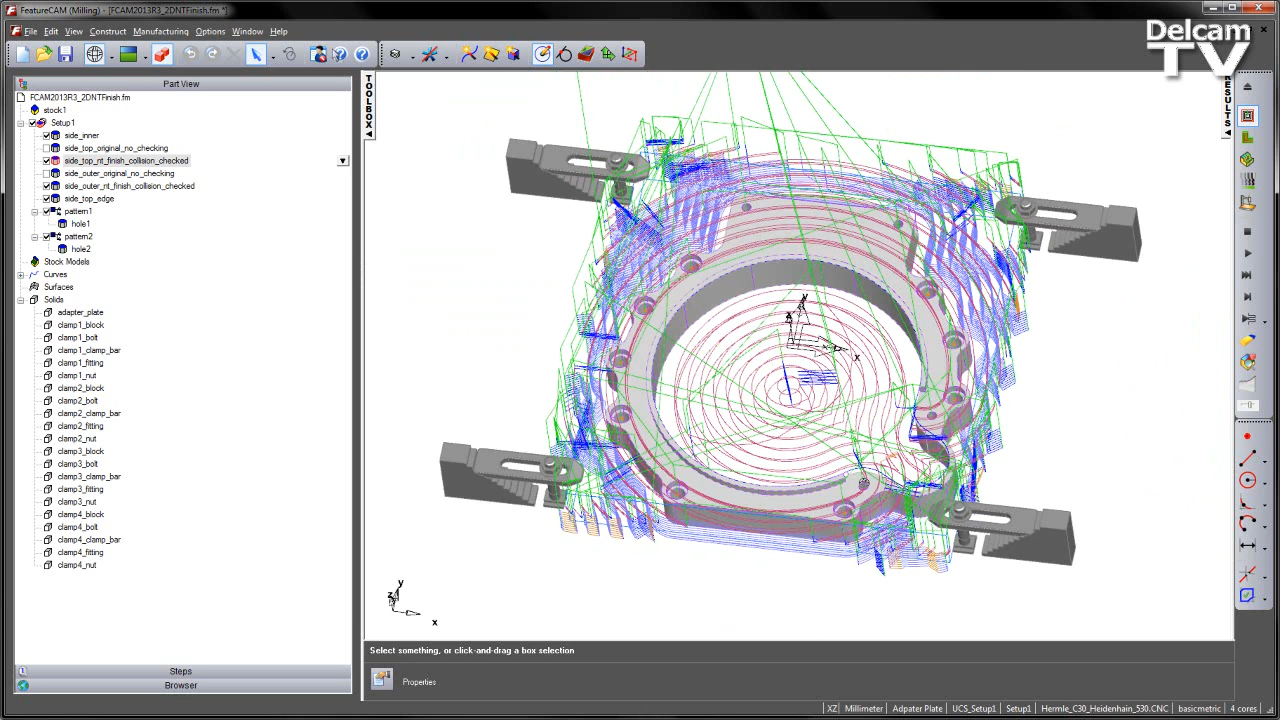 FeatureCAM (Milling) - [FCAM2013R3_2DNTFinish.fm *]
File Edit View Construct Manufacturing Options Window Help
Delcam
TV
Part View
FCAM2013R3_2DNTFinish.fm
stock1
Setup1
side_inner
side_top_original_no_checking
side_top_nt_finish_collision_checked
side_outer_original_no_checking
side_outer_nt_finish_collision_checked
side_top_edge
pattern1
hole1
pattern2
hole2
Stock Models
Curves
Surfaces
Solids
adapter_plate
clamp1_block
clamp1_bolt
clamp1_clamp_bar
clamp1_fitting
clamp1_nut
clamp2_block
clamp2_bolt
clamp2_clamp_bar
clamp2_fitting
clamp2_nut
clamp3_block
clamp3_bolt
clamp3_clamp_bar
clamp3_fitting
clamp3_nut
clamp4_block
clamp4_bolt
clamp4_clamp_bar
clamp4_fitting
clamp4_nut
Steps
Browser
TOOLBOX
RESULTS
y
x
y
z
x
Select something, or click-and-drag a box selection
Properties
XZ Millimeter Adpater Plate UCS_Setup1 Setup1 Hermle_C30_Heidenhain_530.CNC basicmetric 4 cores